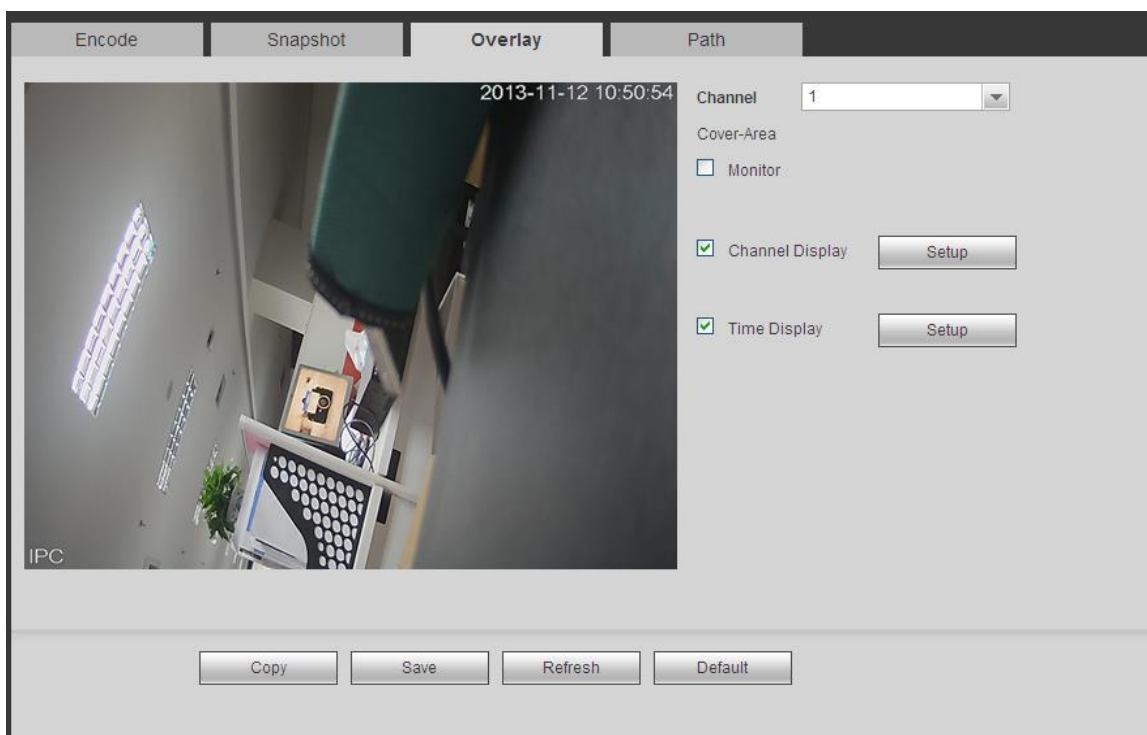 Encode Snapshot Overlay Path
2013-11-12 10:50:54
Channel 1
Cover-Area
Monitor
Channel Display Setup
Time Display Setup
IPC
Copy Save Refresh Default